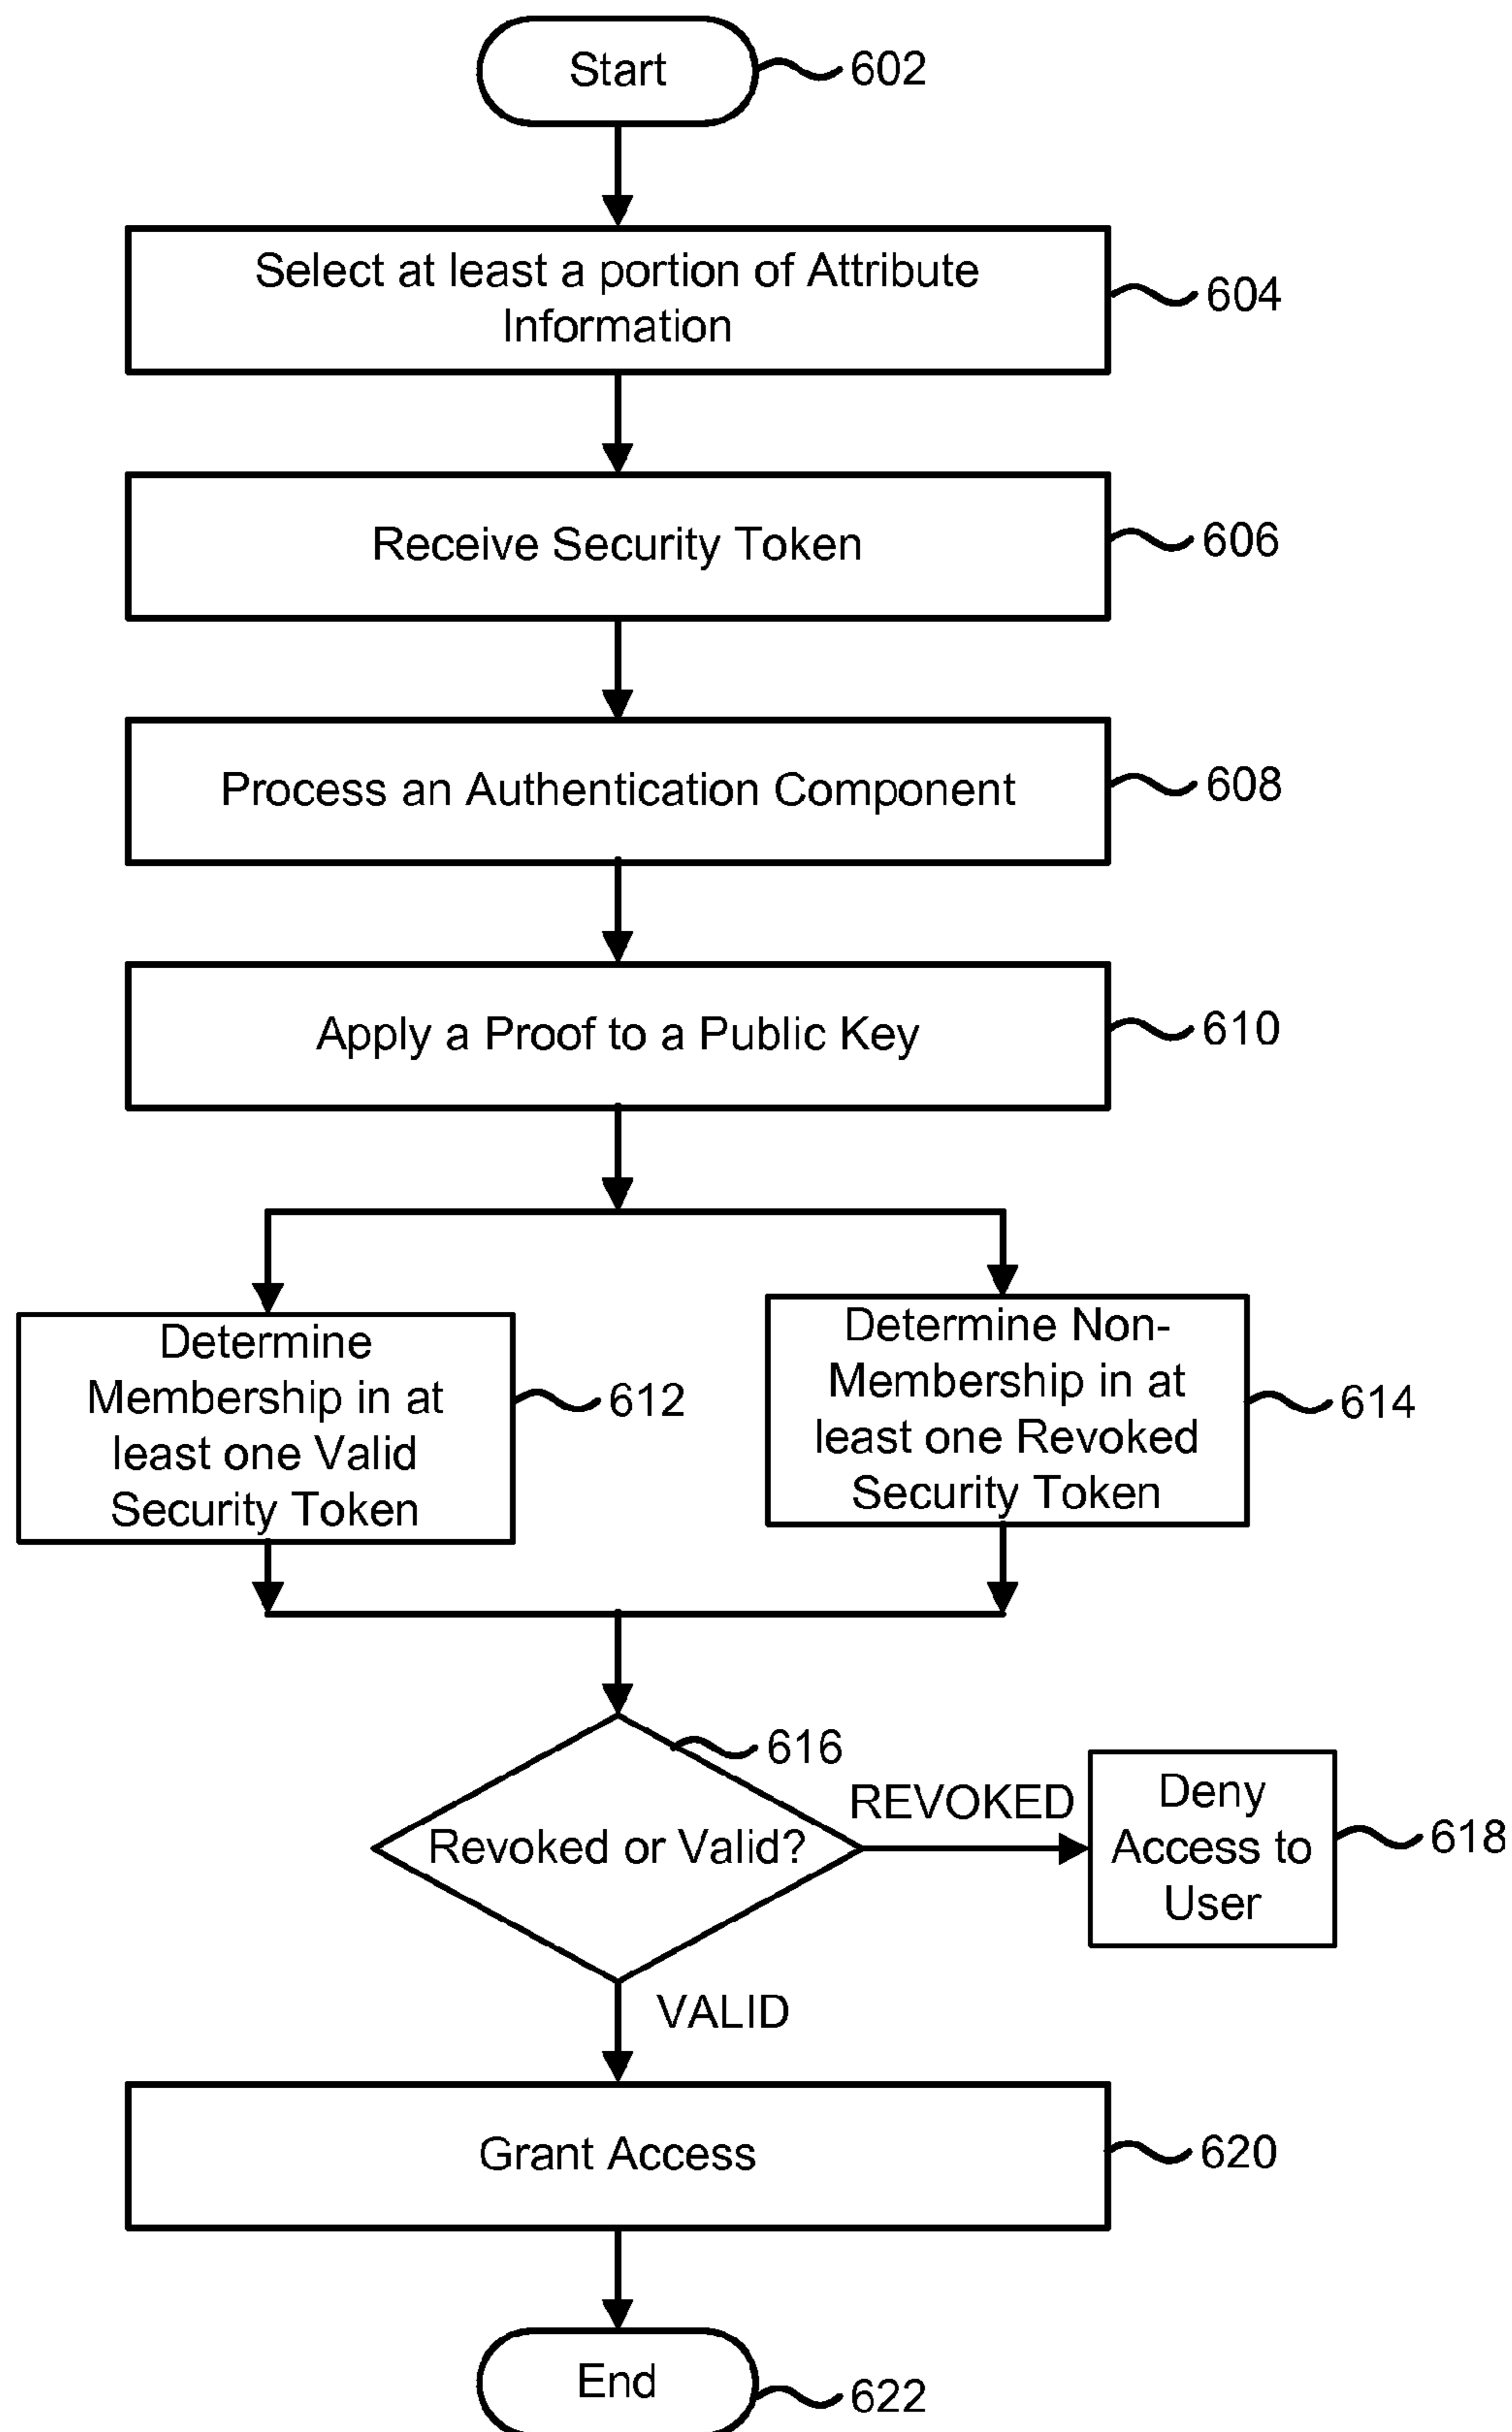 Start
602
Select at least a portion of Attribute
Information
604
Receive Security Token
606
Process an Authentication Component
608
Apply a Proof to a Public Key
610
Determine
Membership in at
least one Valid
Security Token
612
Determine Non-
Membership in at
least one Revoked
Security Token
614
616
Revoked or Valid?
REVOKED
Deny
Access to
User
618
VALID
Grant Access
620
End
622